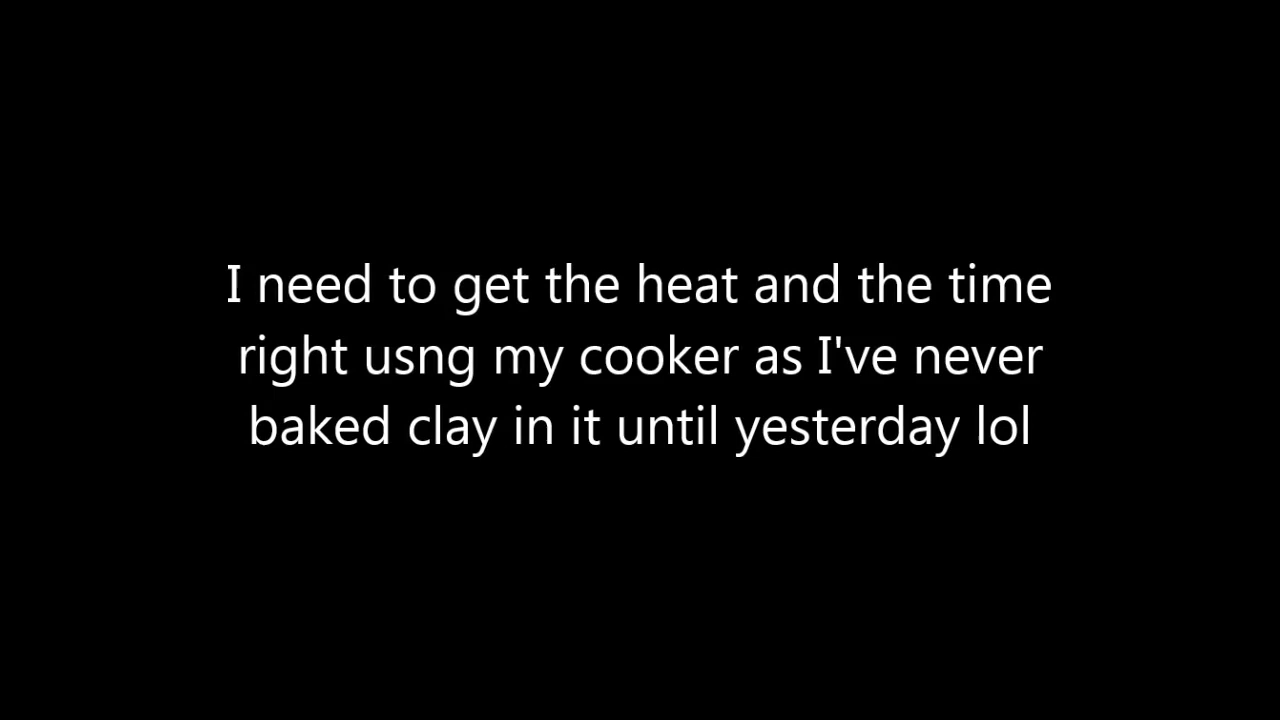 I need to get the heat and the time
right usng my cooker as I've never
baked clay in it until yesterday lol